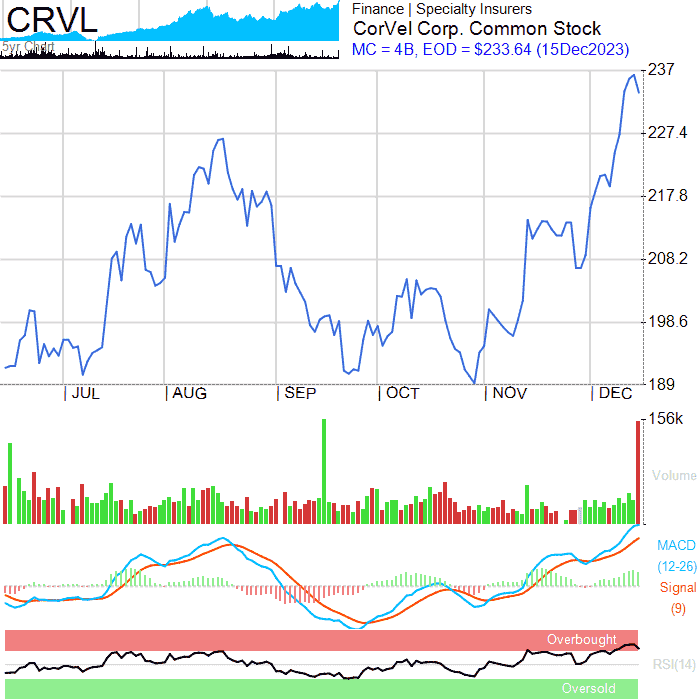 CRVL
5yr Chart
Finance | Specialty Insurers
CorVel Corp. Common Stock
MC = 4B, EOD = $233.64 (15Dec2023)
237
227.4
217.8
208.2
198.6
189
JUL
AUG
SEP
OCT
NOV
DEC
156k
Volume
MACD
(12-26)
Signal
(9)
Overbought
RSI(14)
Oversold